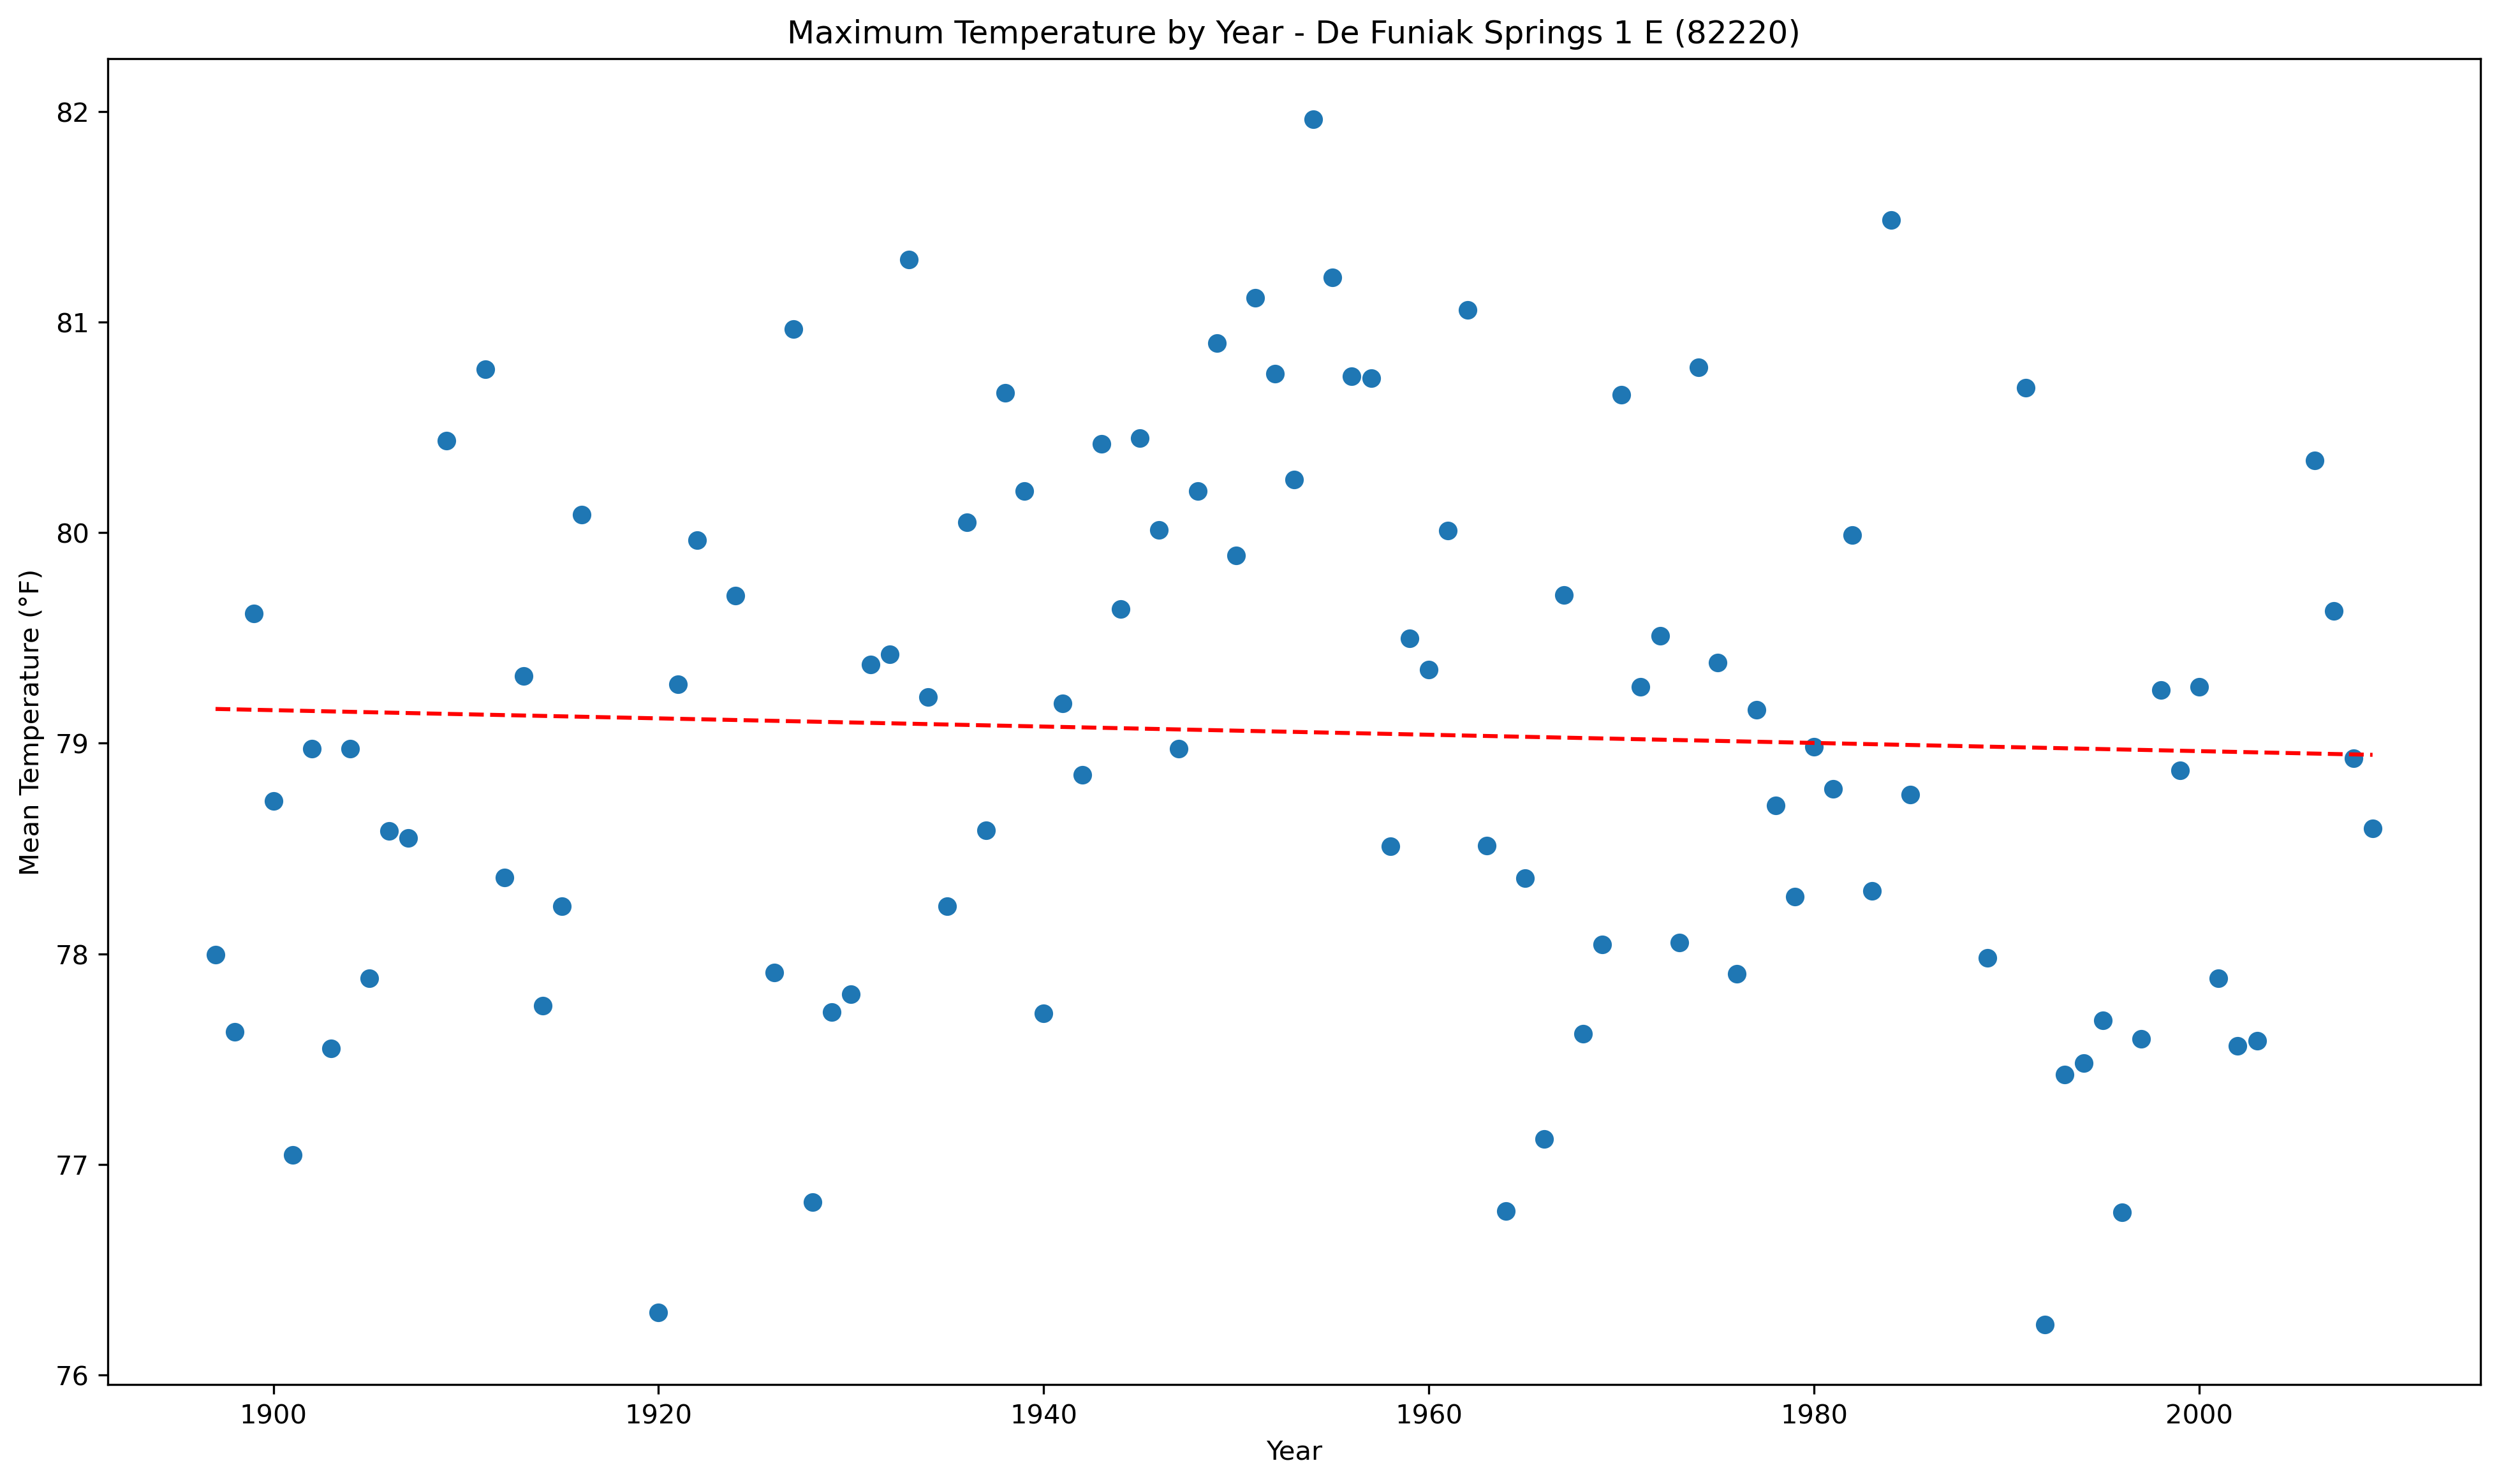 Maximum Temperature by Year - De Funiak Springs 1 E (82220)
Mean Temperature (°F)
82
81
80
79
78
77
76
1900 1920 1940 1960 1980 2000
Year